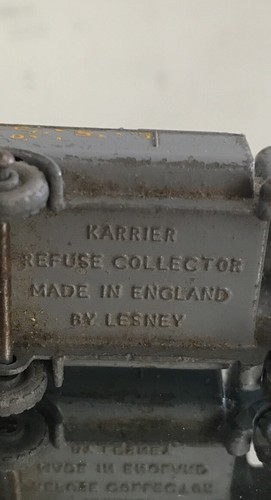 KARRIER
REFUSE COLLECTOR
MADE IN ENGLAND
BY LESNEY